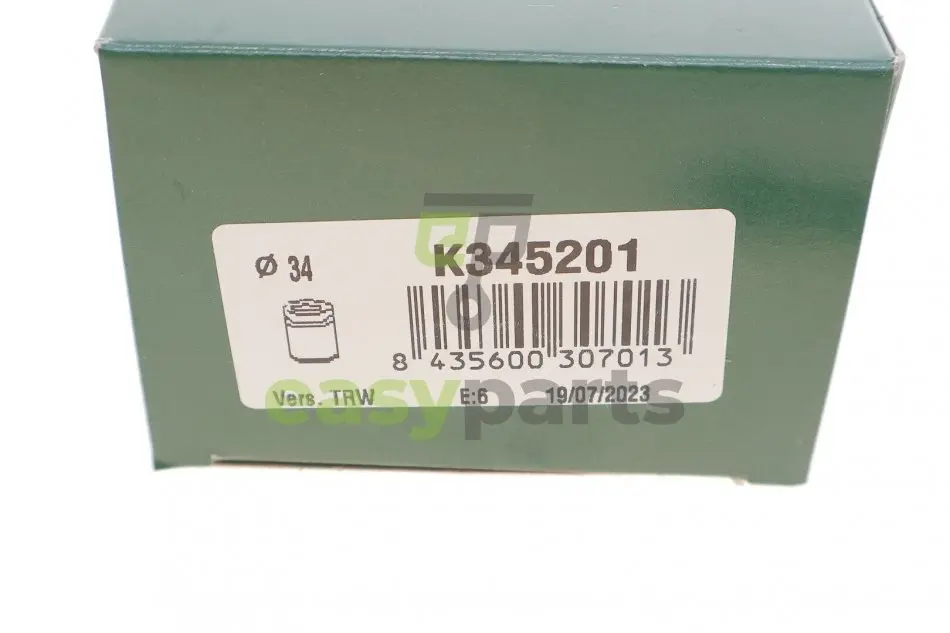 Ø 34
K345201
8 435600 307013
Vers. TRW E:6 19/07/2023
easyparts